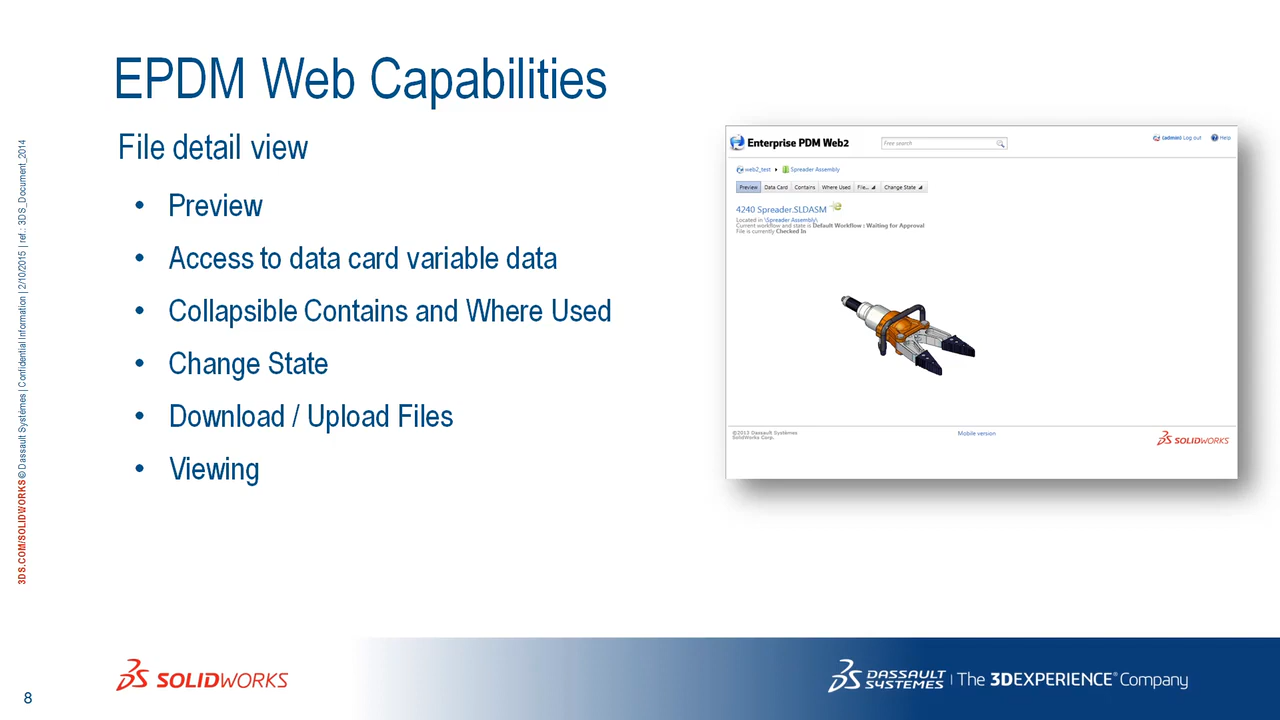 EPDM Web Capabilities
File detail view
• Preview
• Access to data card variable data
• Collapsible Contains and Where Used
• Change State
• Download / Upload Files
• Viewing
Enterprise PDM Web2
Free search
(admin) Log out
Help
web2_test
Spreader Assembly
Preview Data Card Contains Where Used File... Change State
4240 Spreader.SLDASM
Located in \Spreader Assembly\
Current workflow and state is Default Workflow : Waiting for Approval
File is currently Checked In
©2013 Dassault Systèmes
SolidWorks Corp.
Mobile version
SOLIDWORKS
3DS.COM/SOLIDWORKS © Dassault Systèmes | Confidential Information | 2/10/2015 | ref.: 3DS_Document_2014
8
SOLIDWORKS
DASSAULT SYSTEMES | The 3DEXPERIENCE® Company